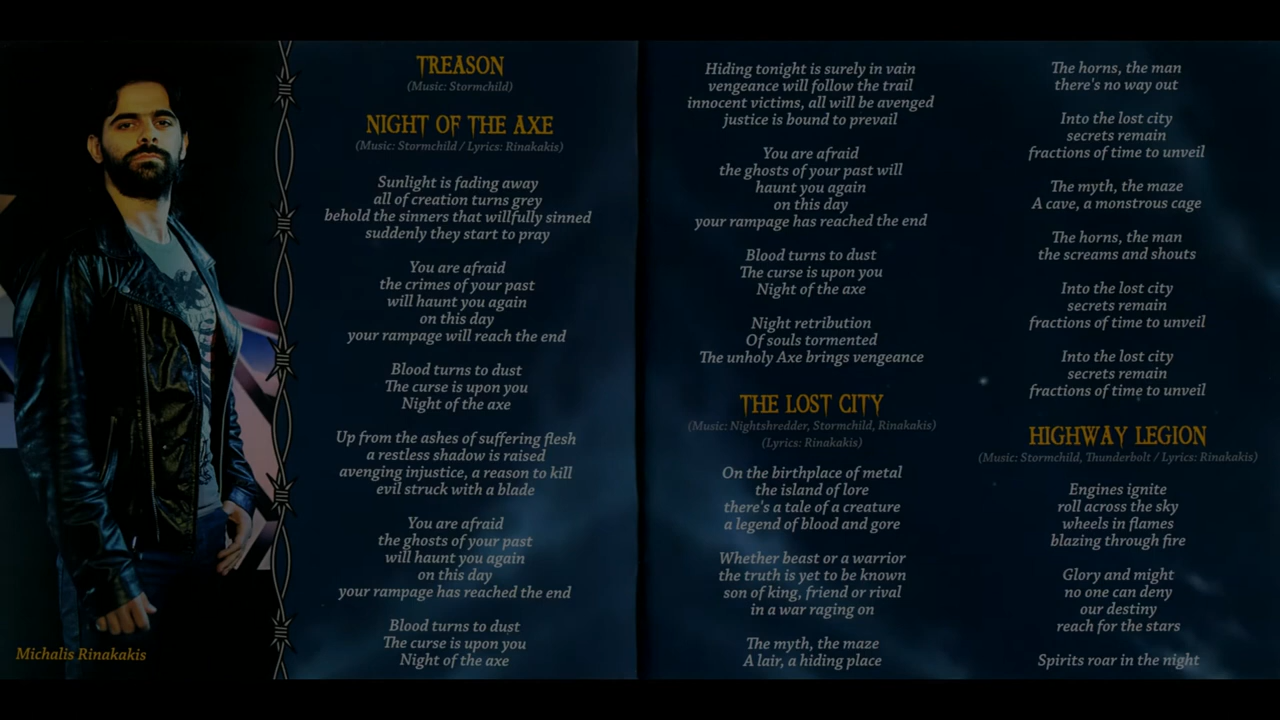 Michalis Rinakakis
TREASON
(Music: Stormchild)
NIGHT OF THE AXE
(Music: Stormchild / Lyrics: Rinakakis)
Sunlight is fading away
all of creation turns grey
behold the sinners that willfully sinned
suddenly they start to pray
You are afraid
the crimes of your past
will haunt you again
on this day
your rampage will reach the end
Blood turns to dust
The curse is upon you
Night of the axe
Up from the ashes of suffering flesh
a restless shadow is raised
avenging injustice, a reason to kill
evil struck with a blade
You are afraid
the ghosts of your past
will haunt you again
on this day
your rampage has reached the end
Blood turns to dust
The curse is upon you
Night of the axe
Hiding tonight is surely in vain
vengeance will follow the trail
innocent victims, all will be avenged
justice is bound to prevail
You are afraid
the ghosts of your past will
haunt you again
on this day
your rampage has reached the end
Blood turns to dust
The curse is upon you
Night of the axe
Night retribution
Of souls tormented
The unholy Axe brings vengeance
THE LOST CITY
(Music: Nightshredder, Stormchild, Rinakakis)
(Lyrics: Rinakakis)
On the birthplace of metal
the island of lore
there's a tale of a creature
a legend of blood and gore
Whether beast or a warrior
the truth is yet to be known
son of king, friend or rival
in a war raging on
The myth, the maze
A lair, a hiding place
The horns, the man
there's no way out
Into the lost city
secrets remain
fractions of time to unveil
The myth, the maze
A cave, a monstrous cage
The horns, the man
the screams and shouts
Into the lost city
secrets remain
fractions of time to unveil
Into the lost city
secrets remain
fractions of time to unveil
HIGHWAY LEGION
(Music: Stormchild, Thunderbolt / Lyrics: Rinakakis)
Engines ignite
roll across the sky
wheels in flames
blazing through fire
Glory and might
no one can deny
our destiny
reach for the stars
Spirits roar in the night